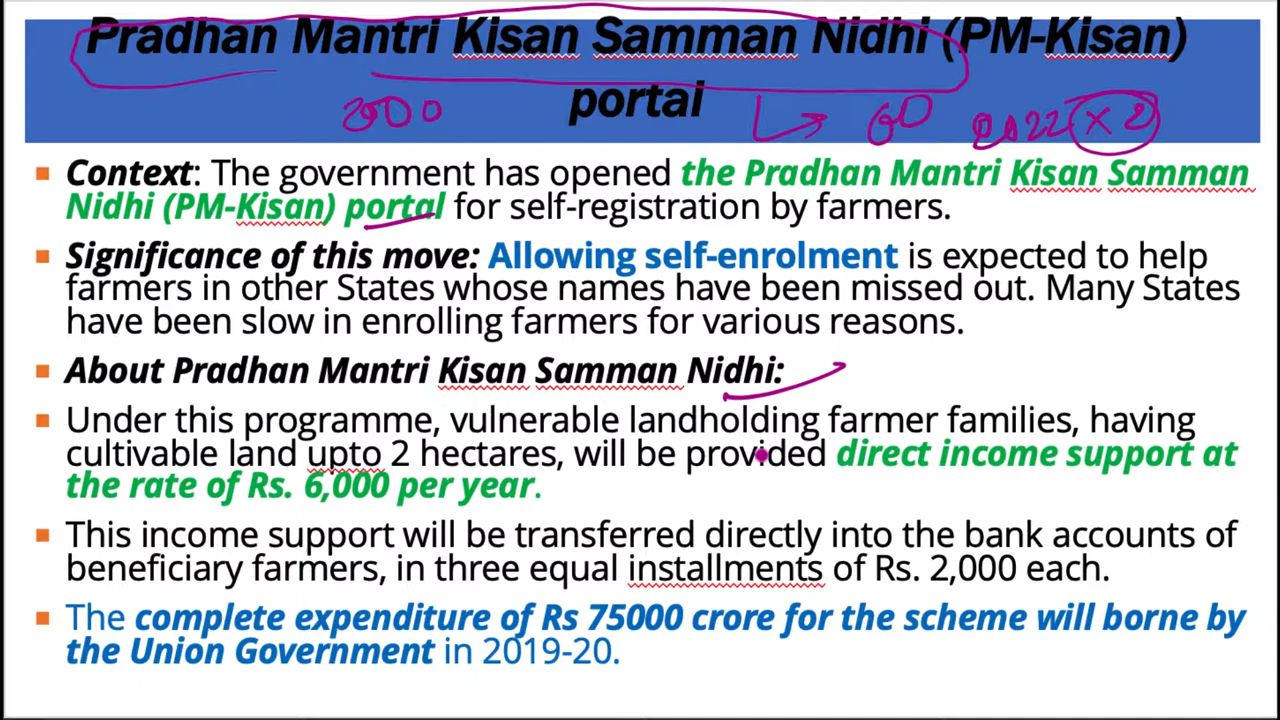 Pradhan Mantri Kisan Samman Nidhi (PM-Kisan)
portal
2000
■ Context: The government has opened the Pradhan Mantri Kisan Samman
Nidhi (PM-Kisan) portal for self-registration by farmers.
■ Significance of this move: Allowing self-enrolment is expected to help
farmers in other States whose names have been missed out. Many States
have been slow in enrolling farmers for various reasons.
■ About Pradhan Mantri Kisan Samman Nidhi:
■ Under this programme, vulnerable landholding farmer families, having
cultivable land upto 2 hectares, will be provided direct income support at
the rate of Rs. 6,000 per year.
■ This income support will be transferred directly into the bank accounts of
beneficiary farmers, in three equal installments of Rs. 2,000 each.
■ The complete expenditure of Rs 75000 crore for the scheme will borne by
the Union Government in 2019-20.